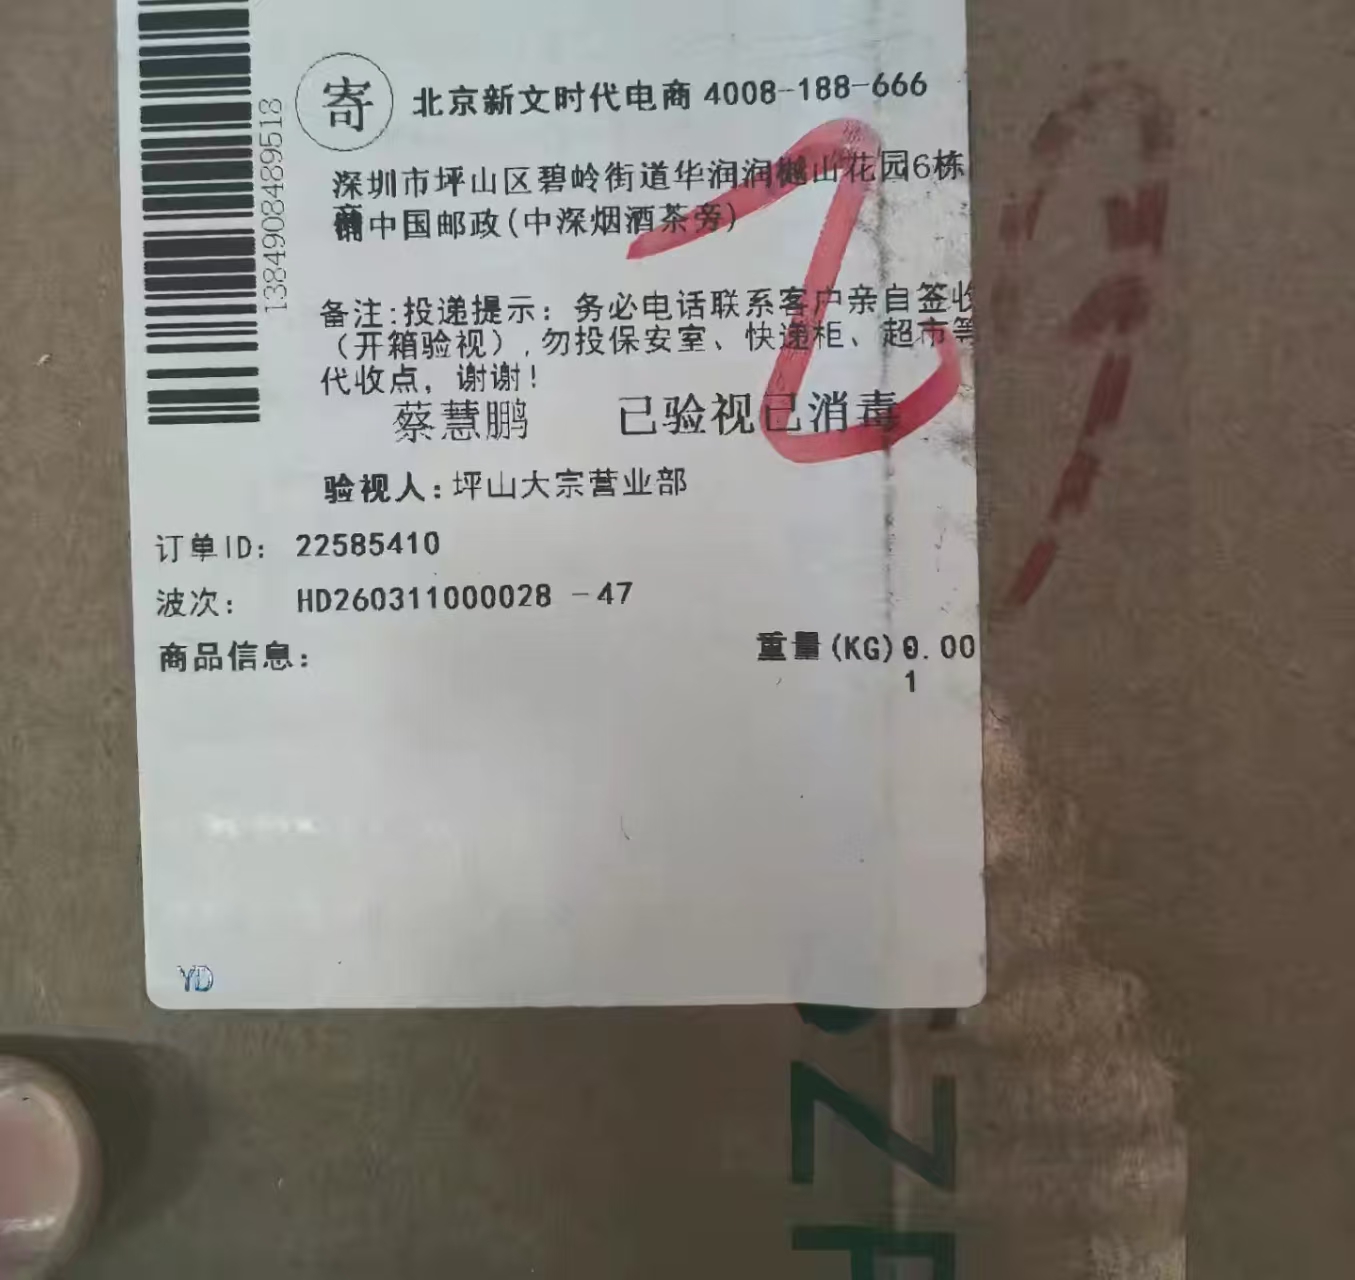 1384908489518
寄 北京新文时代电商 4008-188-666
深圳市坪山区碧岭街道华润润樾山花园6栋
商铺中国邮政(中深烟酒茶旁)
备注:投递提示：务必电话联系客户亲自签收
（开箱验视）,勿投保安室、快递柜、超市等
代收点，谢谢！
蔡慧鹏 已验视已消毒
验视人:坪山大宗营业部
订单ID: 22585410
波次: HD260311000028 -47
商品信息:
重量(KG)0.00
1
YD